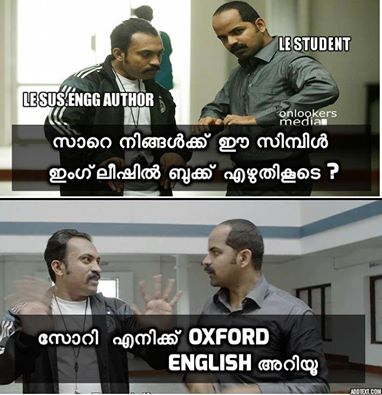 LE STUDENT
LE SUS.ENGG AUTHOR
onlookers
media
സാറെ നിങ്ങൾക്ക് ഈ സിമ്പിൾ
ഇംഗ്ലീഷിൽ ബുക്ക് എഴുതികൂടെ ?
സോറി എനിക്ക് OXFORD
ENGLISH അറിയൂ
ADDTEXT.COM